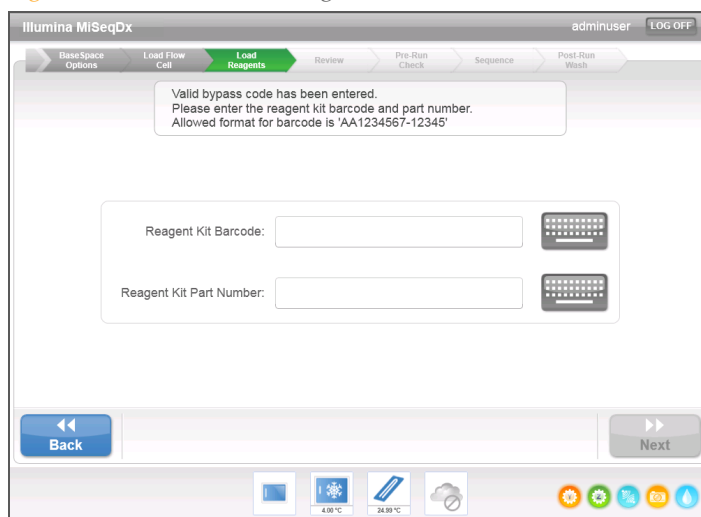 Illumina MiSeqDx
adminuser
LOG OFF
BaseSpace
Options
Load Flow
Cell
Load
Reagents
Review
Pre-Run
Check
Sequence
Post-Run
Wash
Valid bypass code has been entered.
Please enter the reagent kit barcode and part number.
Allowed format for barcode is 'AA1234567-12345'
Reagent Kit Barcode:
Reagent Kit Part Number:
Back
Next
4.00 °C
24.99 °C